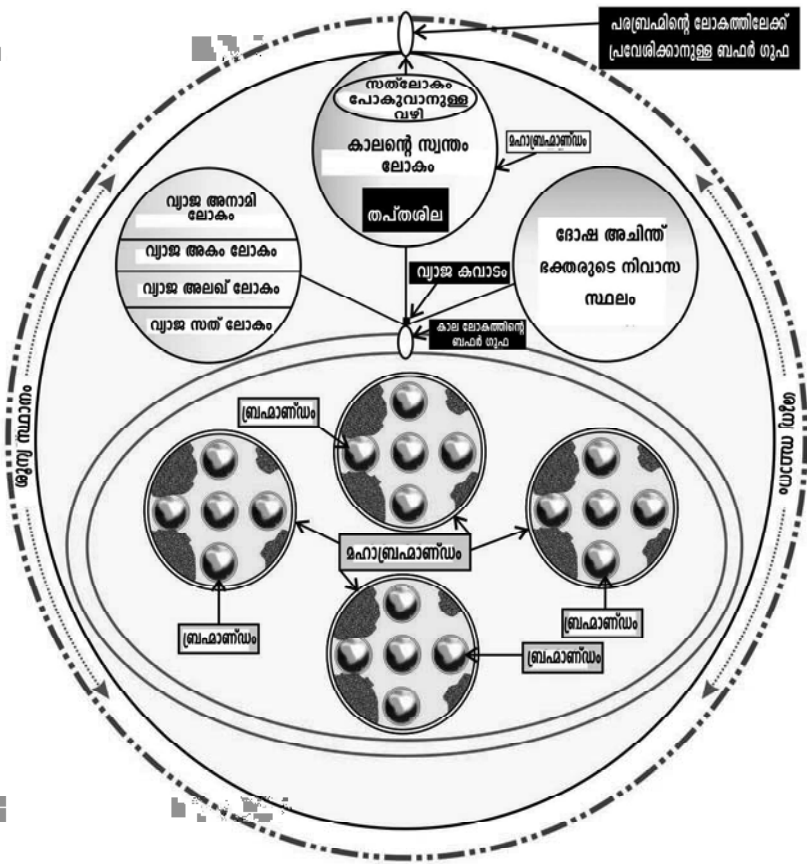 പരബ്രഹ്മിന്റെ ലോകത്തിലേക്ക്
പ്രവേശിക്കാനുള്ള ബഫർ ഗുഫ
സത്‌ലോകം
പോകുവാനുള്ള
വഴി
കാലന്റെ സ്വന്തം
ലോകം
മഹാബ്രഹ്മാണ്ഡം
തപ്തശില
വ്യാജ അനാമി
ലോകം
വ്യാജ അകം ലോകം
വ്യാജ അലഖ് ലോകം
വ്യാജ സത് ലോകം
ദോഷ അചിന്ത്
ഭക്തരുടെ നിവാസ
സ്ഥലം
വ്യാജ കവാടം
കാല ലോകത്തിന്റെ
ബഫർ ഗുഫ
ശൂന്യ സ്ഥാനം
ബ്രഹ്മാണ്ഡം
മഹാബ്രഹ്മാണ്ഡം
ബ്രഹ്മാണ്ഡം
ബ്രഹ്മാണ്ഡം
ബ്രഹ്മാണ്ഡം